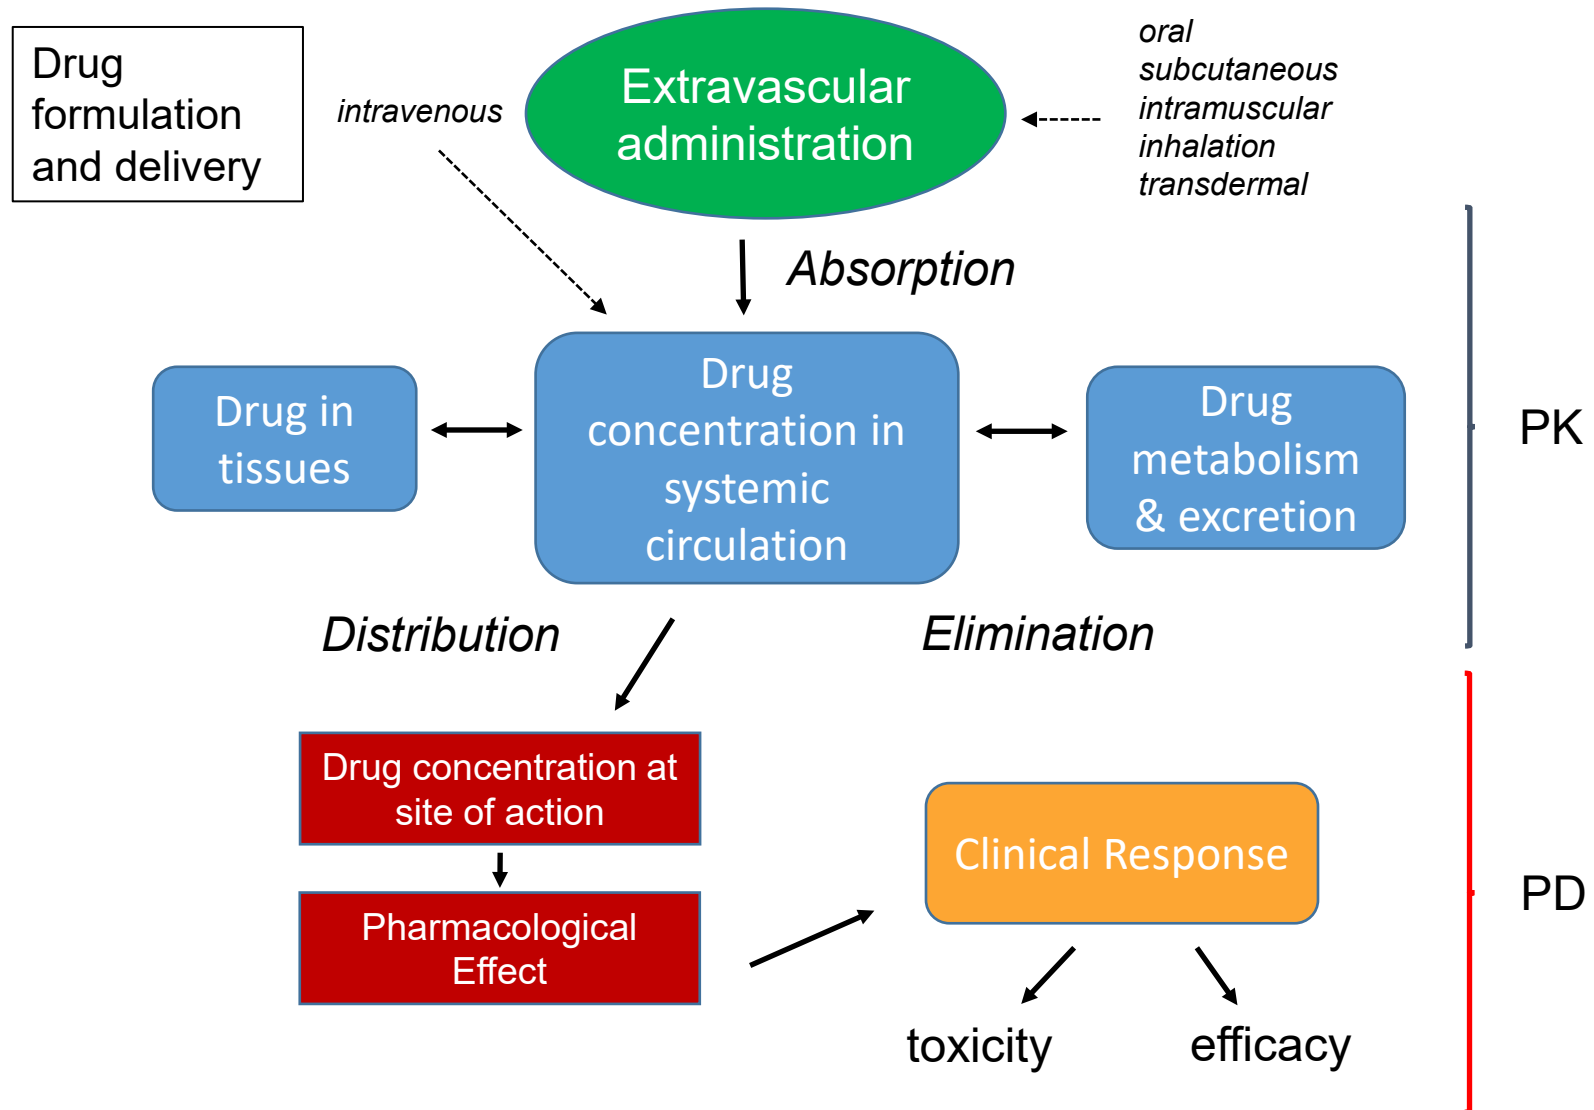 Drug
formulation
and delivery
intravenous
Extravascular
administration
oral
subcutaneous
intramuscular
inhalation
transdermal
Absorption
Drug in
tissues
Drug
concentration in
systemic
circulation
Drug
metabolism
& excretion
PK
Distribution
Elimination
Drug concentration at
site of action
Pharmacological
Effect
Clinical Response
PD
toxicity
efficacy